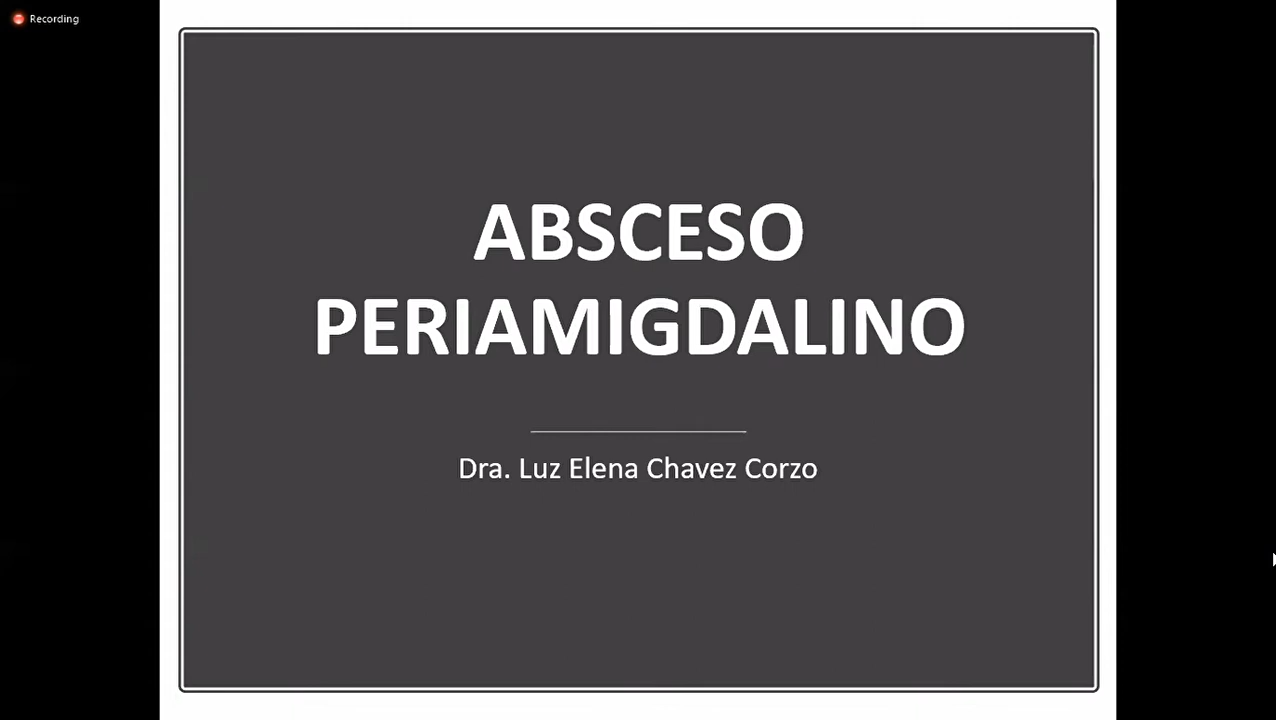 Recording
ABSCESO
PERIAMIGDALINO
Dra. Luz Elena Chavez Corzo